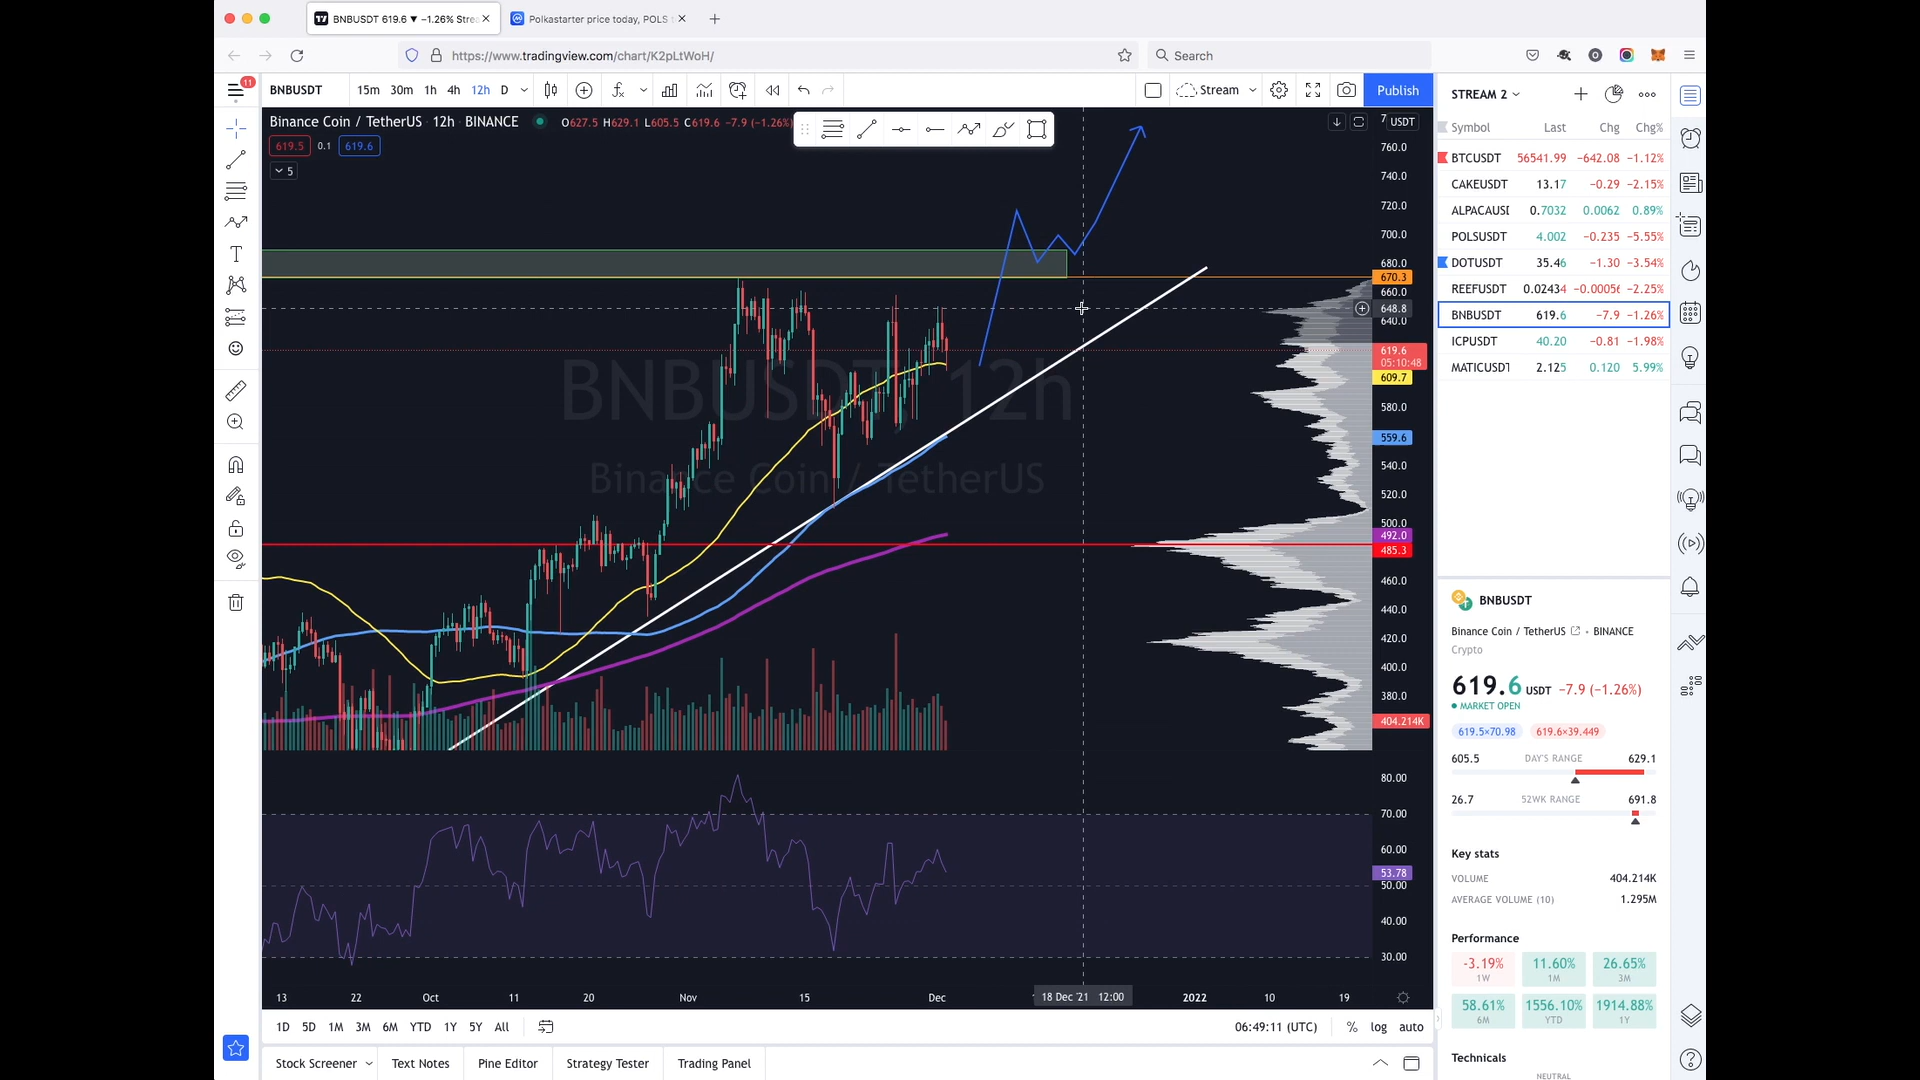 BNBUSDT 619.6 ▼ −1.26% Stre
Polkastarter price today, POLS
https://www.tradingview.com/chart/K2pLtWoH/
Search
11
BNBUSDT
15m 30m 1h 4h 12h D
Stream
Publish
Binance Coin / TetherUS · 12h · BINANCE
O627.5 H629.1 L605.5 C619.6 −7.9 (−1.26%)
619.5 0.1 619.6
5
BNBUSDT, 12h
Binance Coin / TetherUS
USDT
760.0
740.0
720.0
700.0
680.0
670.3
660.0
648.8
640.0
619.6
05:10:48
609.7
580.0
559.6
540.0
520.0
500.0
492.0
485.3
460.0
440.0
420.0
400.0
380.0
404.214K
80.00
70.00
60.00
53.78
50.00
40.00
30.00
13 22 Oct 11 20 Nov 15 Dec 18 Dec '21 12:00 2022 10 19
1D 5D 1M 3M 6M YTD 1Y 5Y All
06:49:11 (UTC) % log auto
Stock Screener Text Notes Pine Editor Strategy Tester Trading Panel
STREAM 2
Symbol Last Chg Chg%
BTCUSDT 56541.99 −642.08 −1.12%
CAKEUSDT 13.17 −0.29 −2.15%
ALPACAUSI 0.7032 0.0062 0.89%
POLSUSDT 4.002 −0.235 −5.55%
DOTUSDT 35.46 −1.30 −3.54%
REEFUSDT 0.02434 −0.00056 −2.25%
BNBUSDT 619.6 −7.9 −1.26%
ICPUSDT 40.20 −0.81 −1.98%
MATICUSDT 2.125 0.120 5.99%
BNBUSDT
Binance Coin / TetherUS · BINANCE
Crypto
619.6 USDT −7.9 (−1.26%)
MARKET OPEN
619.5×70.98 619.6×39.449
605.5 DAY'S RANGE 629.1
26.7 52WK RANGE 691.8
Key stats
VOLUME 404.214K
AVERAGE VOLUME (10) 1.295M
Performance
-3.19% 11.60% 26.65%
1W 1M 3M
58.61% 1556.10% 1914.88%
6M YTD 1Y
Technicals
NEUTRAL